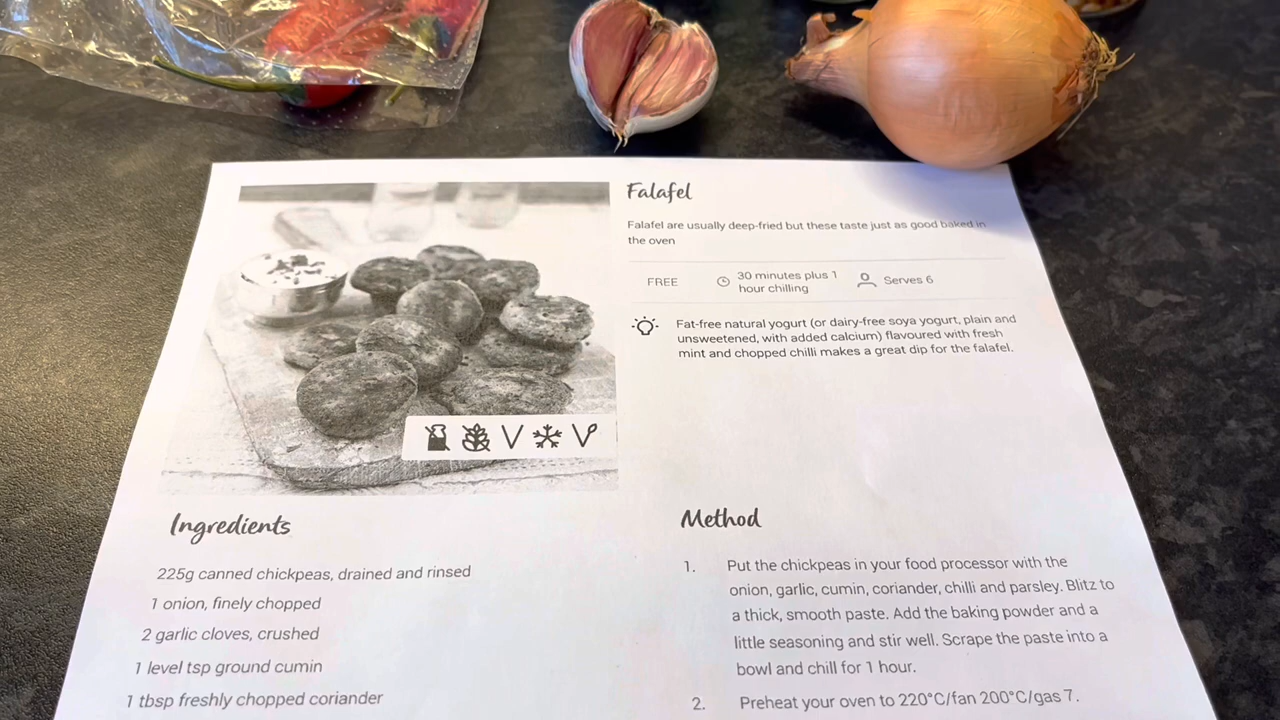 Falafel
Falafel are usually deep-fried but these taste just as good baked in
the oven
FREE
30 minutes plus 1
hour chilling
Serves 6
Fat-free natural yogurt (or dairy-free soya yogurt, plain and
unsweetened, with added calcium) flavoured with fresh
mint and chopped chilli makes a great dip for the falafel.
Ingredients
225g canned chickpeas, drained and rinsed
1 onion, finely chopped
2 garlic cloves, crushed
1 level tsp ground cumin
1 tbsp freshly chopped coriander
Method
1. Put the chickpeas in your food processor with the
onion, garlic, cumin, coriander, chilli and parsley. Blitz to
a thick, smooth paste. Add the baking powder and a
little seasoning and stir well. Scrape the paste into a
bowl and chill for 1 hour.
2. Preheat your oven to 220°C/fan 200°C/gas 7.